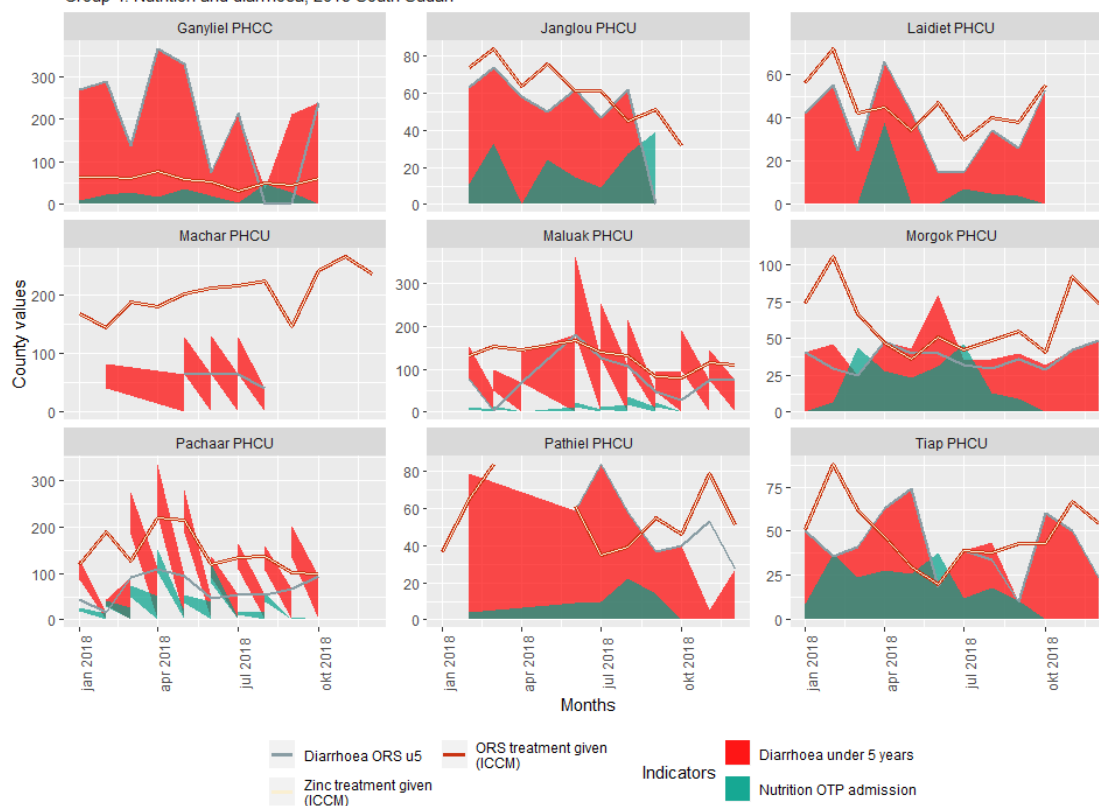 Ganyliel PHCC
Janglou PHCU
Laidiet PHCU
300
200
100
0
80
60
40
20
0
60
40
20
0
Machar PHCU
Maluak PHCU
Morgok PHCU
200
100
0
300
200
100
0
100
75
50
25
0
Pachaar PHCU
Pathiel PHCU
Tiap PHCU
300
200
100
0
80
60
40
20
0
75
50
25
0
County values
jan 2018
apr 2018
jul 2018
okt 2018
jan 2018
apr 2018
jul 2018
okt 2018
jan 2018
apr 2018
jul 2018
okt 2018
Months
Diarrhoea ORS u5
Zinc treatment given
(ICCM)
ORS treatment given
(ICCM)
Indicators
Diarrhoea under 5 years
Nutrition OTP admission